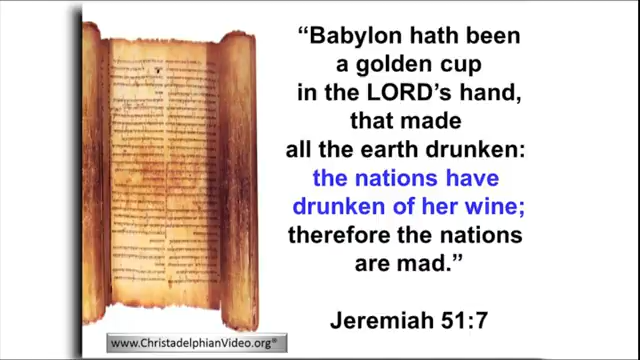 “Babylon hath been
a golden cup
in the LORD’s hand,
that made
all the earth drunken:
the nations have
drunken of her wine;
therefore the nations
are mad.”
Jeremiah 51:7
www.ChristadelphianVideo.org®